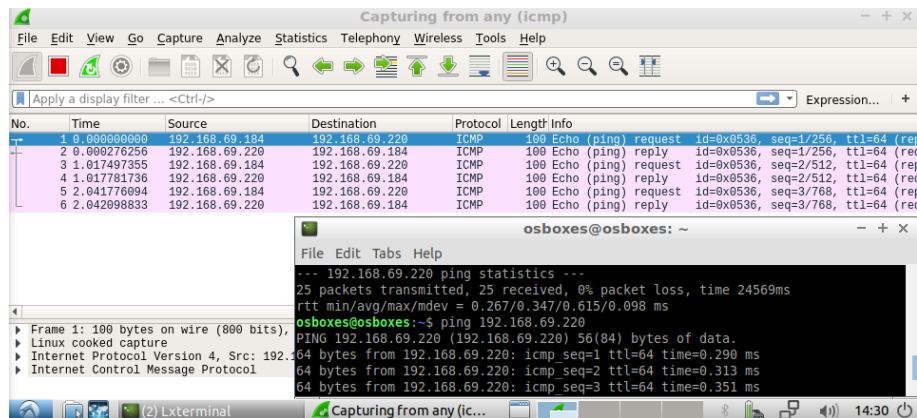 Capturing from any (icmp)
File Edit View Go Capture Analyze Statistics Telephony Wireless Tools Help
Apply a display filter ... <Ctrl-/>
Expression... +
No. Time Source Destination Protocol Length Info
1 0.000000000 192.168.69.184 192.168.69.220 ICMP 100 Echo (ping) request id=0x0536, seq=1/256, ttl=64 (rep
2 0.000276256 192.168.69.220 192.168.69.184 ICMP 100 Echo (ping) reply id=0x0536, seq=1/256, ttl=64 (req
3 1.017497355 192.168.69.184 192.168.69.220 ICMP 100 Echo (ping) request id=0x0536, seq=2/512, ttl=64 (rep
4 1.017781736 192.168.69.220 192.168.69.184 ICMP 100 Echo (ping) reply id=0x0536, seq=2/512, ttl=64 (req
5 2.041776094 192.168.69.184 192.168.69.220 ICMP 100 Echo (ping) request id=0x0536, seq=3/768, ttl=64 (rep
6 2.042098833 192.168.69.220 192.168.69.184 ICMP 100 Echo (ping) reply id=0x0536, seq=3/768, ttl=64 (req
osboxes@osboxes: ~
File Edit Tabs Help
--- 192.168.69.220 ping statistics ---
25 packets transmitted, 25 received, 0% packet loss, time 24569ms
rtt min/avg/max/mdev = 0.267/0.347/0.615/0.098 ms
osboxes@osboxes:~$ ping 192.168.69.220
PING 192.168.69.220 (192.168.69.220) 56(84) bytes of data.
64 bytes from 192.168.69.220: icmp_seq=1 ttl=64 time=0.290 ms
64 bytes from 192.168.69.220: icmp_seq=2 ttl=64 time=0.313 ms
64 bytes from 192.168.69.220: icmp_seq=3 ttl=64 time=0.351 ms
Frame 1: 100 bytes on wire (800 bits),
Linux cooked capture
Internet Protocol Version 4, Src: 192.1
Internet Control Message Protocol
(2) Lxterminal
Capturing from any (ic...
14:30